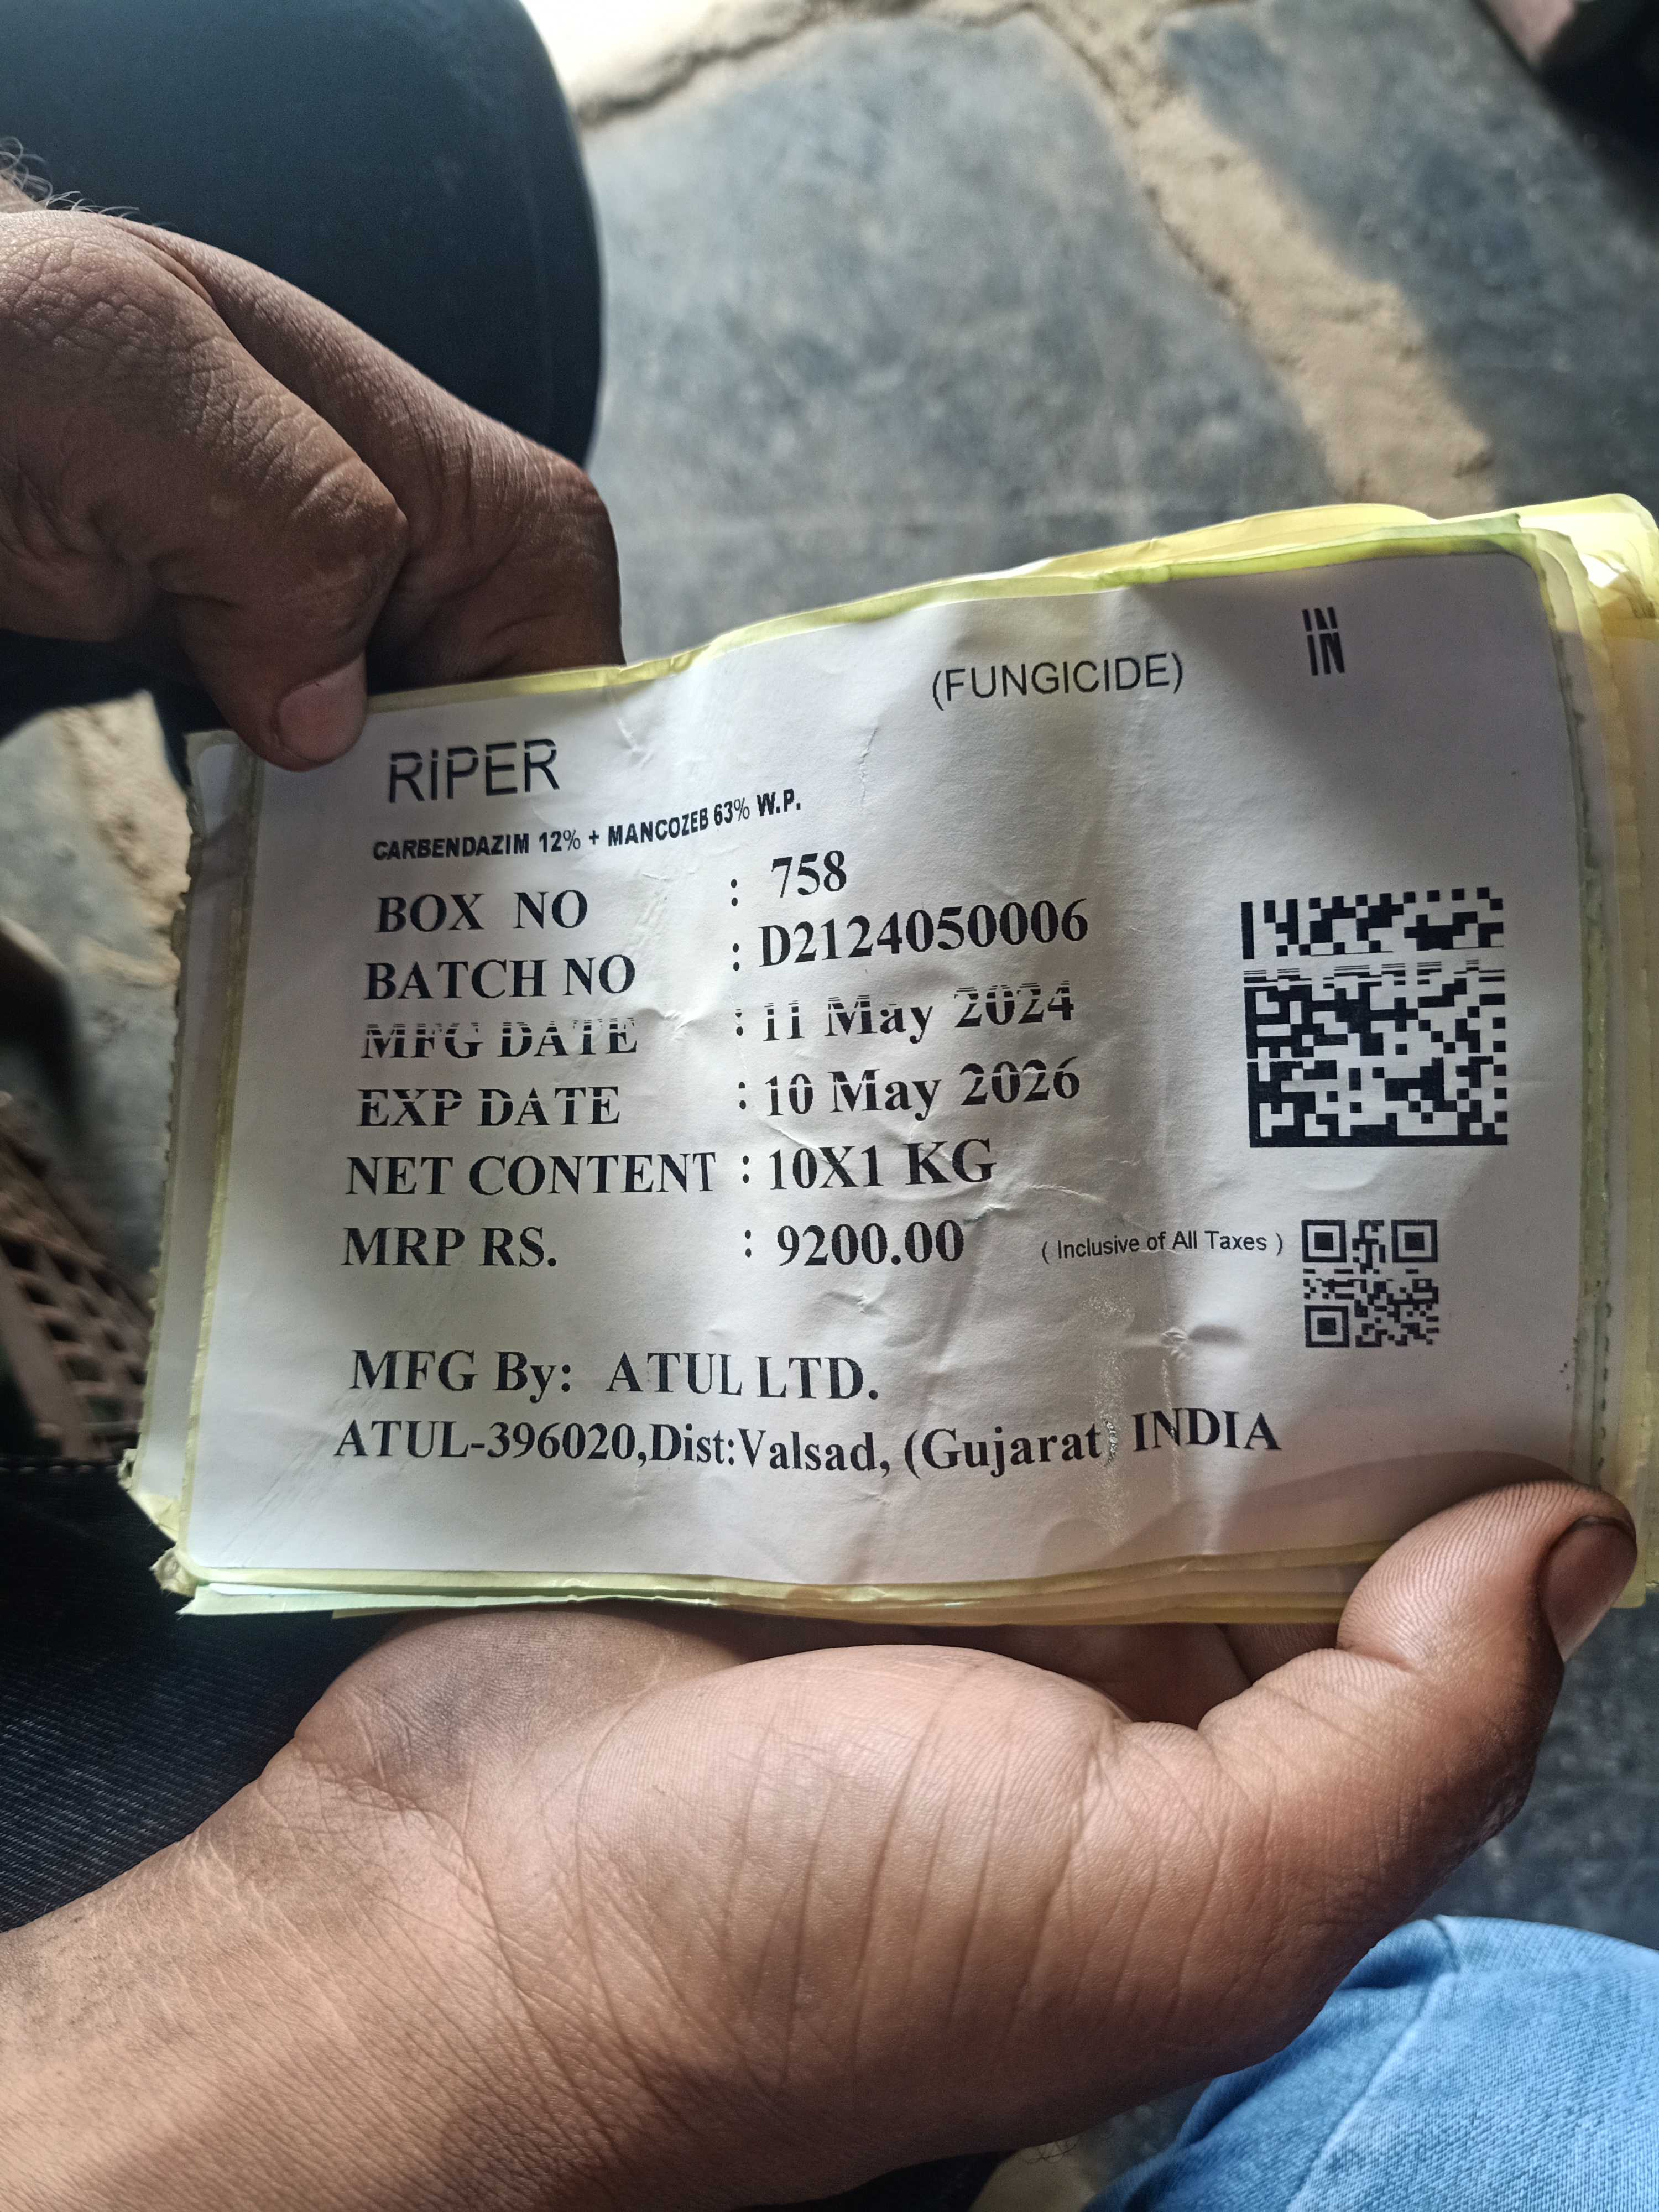 (FUNGICIDE)
IN
RIPER
CARBENDAZIM 12% + MANCOZEB 63% W.P.
BOX NO : 758
BATCH NO : D2124050006
MFG DATE : 11 May 2024
EXP DATE : 10 May 2026
NET CONTENT : 10X1 KG
MRP RS. : 9200.00 ( Inclusive of All Taxes )
MFG By: ATUL LTD.
ATUL-396020,Dist:Valsad, (Gujarat) INDIA